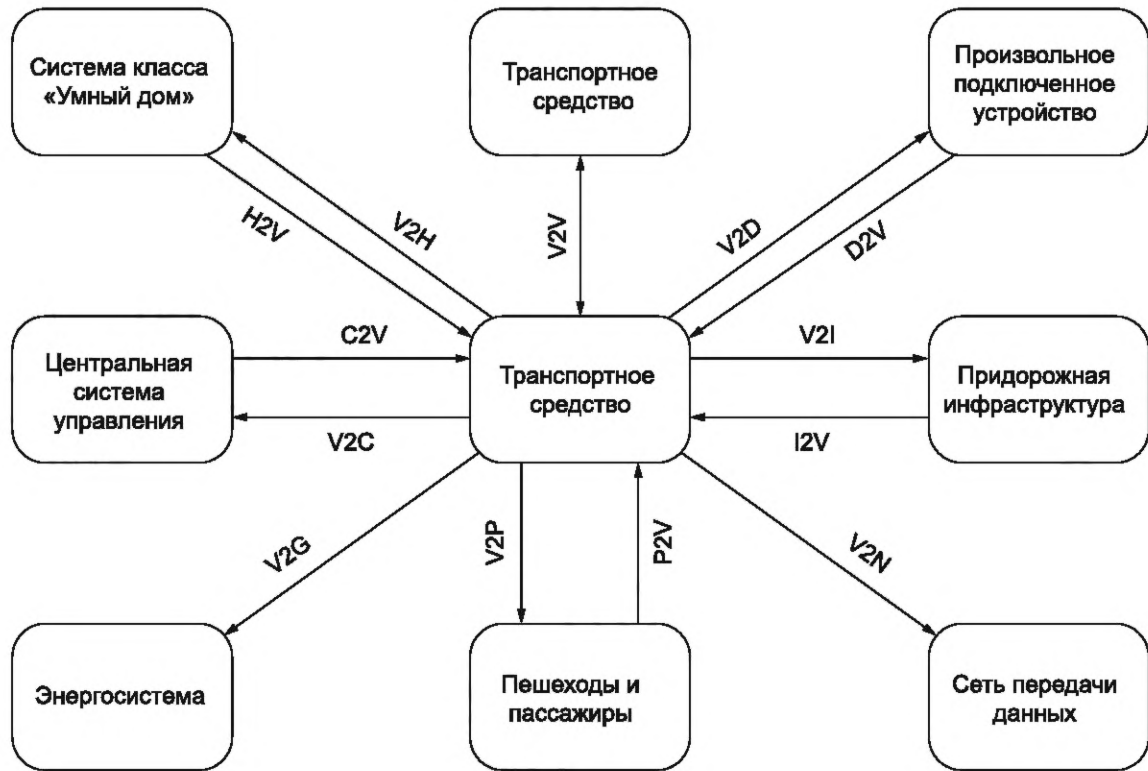 Система класса
«Умный дом»
Транспортное
средство
Произвольное
подключенное
устройство
H2V
V2H
V2V
V2D
D2V
Центральная
система
управления
C2V
V2C
Транспортное
средство
V2I
I2V
Придорожная
инфраструктура
V2G
V2P
P2V
V2N
Энергосистема
Пешеходы и
пассажиры
Сеть передачи
данных